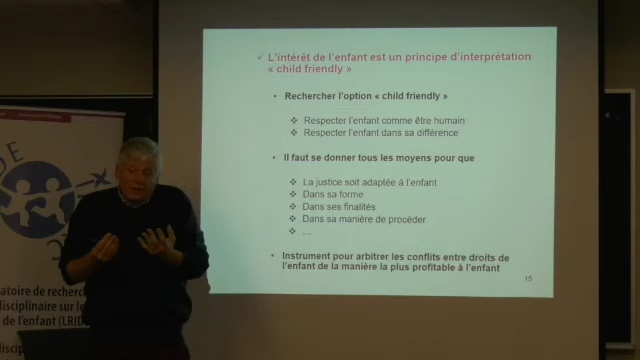 ✓ L'intérêt de l'enfant est un principe d'interprétation
« child friendly »
• Rechercher l'option « child friendly »
❖ Respecter l'enfant comme être humain
❖ Respecter l'enfant dans sa différence
• Il faut se donner tous les moyens pour que
❖ La justice soit adaptée à l'enfant
❖ Dans sa forme
❖ Dans ses finalités
❖ Dans sa manière de procéder
❖ …
• Instrument pour arbitrer les conflits entre droits de
l'enfant de la manière la plus profitable à l'enfant
15
DE
atoire de recherc
disciplinaire sur le
de l'enfant (LRID